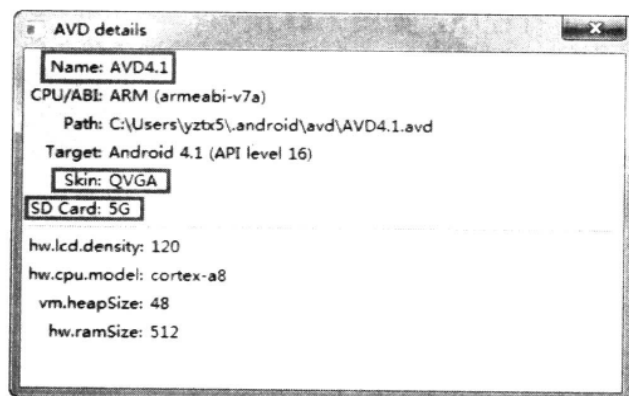 AVD details
Name: AVD4.1
CPU/ABI: ARM (armeabi-v7a)
Path: C:\Users\yztx5\.android\avd\AVD4.1.avd
Target: Android 4.1 (API level 16)
Skin: QVGA
SD Card: 5G
hw.lcd.density: 120
hw.cpu.model: cortex-a8
vm.heapSize: 48
hw.ramSize: 512